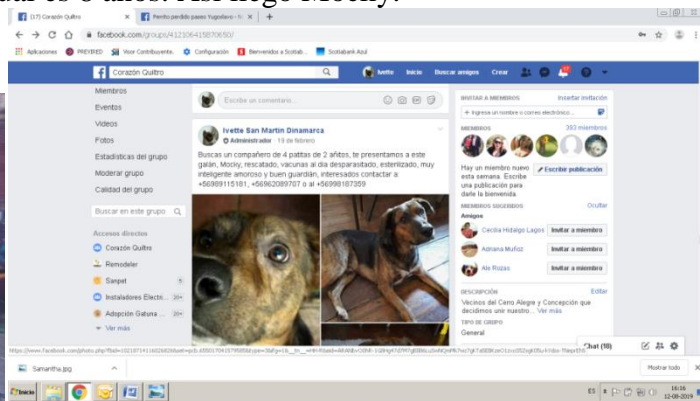 (17) Corazón Quiltro
Perrito perdido paseo Yugoslavo - 
facebook.com/groups/412106415870650/
Aplicaciones
PREVIRED
Voor Contribuyente.
Configuración
Bienvenidos a Scotiab...
Scotiabank Azul
Corazón Quiltro
Ivette
Inicio
Buscar amigos
Crear
Miembros
Eventos
Videos
Fotos
Estadísticas del grupo
Moderar grupo
Calidad del grupo
Buscar en este grupo
Accesos directos
Corazón Quiltro
Remodeler
Sanpet
6
Instaladores Electri...
20+
Adopción Gatuna ...
20+
Ver más
Escribe un comentario...
Ivette San Martin Dinamarca
Administrador · 19 de febrero
Buscas un compañero de 4 patitas de 2 añitos, te presentamos a este
galán, Mocky, rescatado, vacunas al dia desparasitado, esterilizado, muy
inteligente amoroso y buen guardián, interesados contactar a:
+56989115181, +56962089707 o al +56998187359
INVITAR A MIEMBROS
Insertar invitación
+ Ingrese un nombre o correo electrónico...
MIEMBROS
393 miembros
Hay un miembro nuevo
esta semana. Escribe
una publicación para
darle la bienvenida.
Escribir publicación
MIEMBROS SUGERIDOS
Ocultar
Amigos
Cecilia Hidalgo Lagos
Invitar a miembro
Adriana Muñoz
Invitar a miembro
Ale Rozas
Invitar a miembro
DESCRIPCIÓN
Editar
Vecinos del Cerro Alegre y Concepción que
decidimos unir nuestro... Ver más
TIPO DE GRUPO
General
Chat (18)
Samantha.jpg
Mostrar todo
Inicio
ES
16:16
12-08-2019